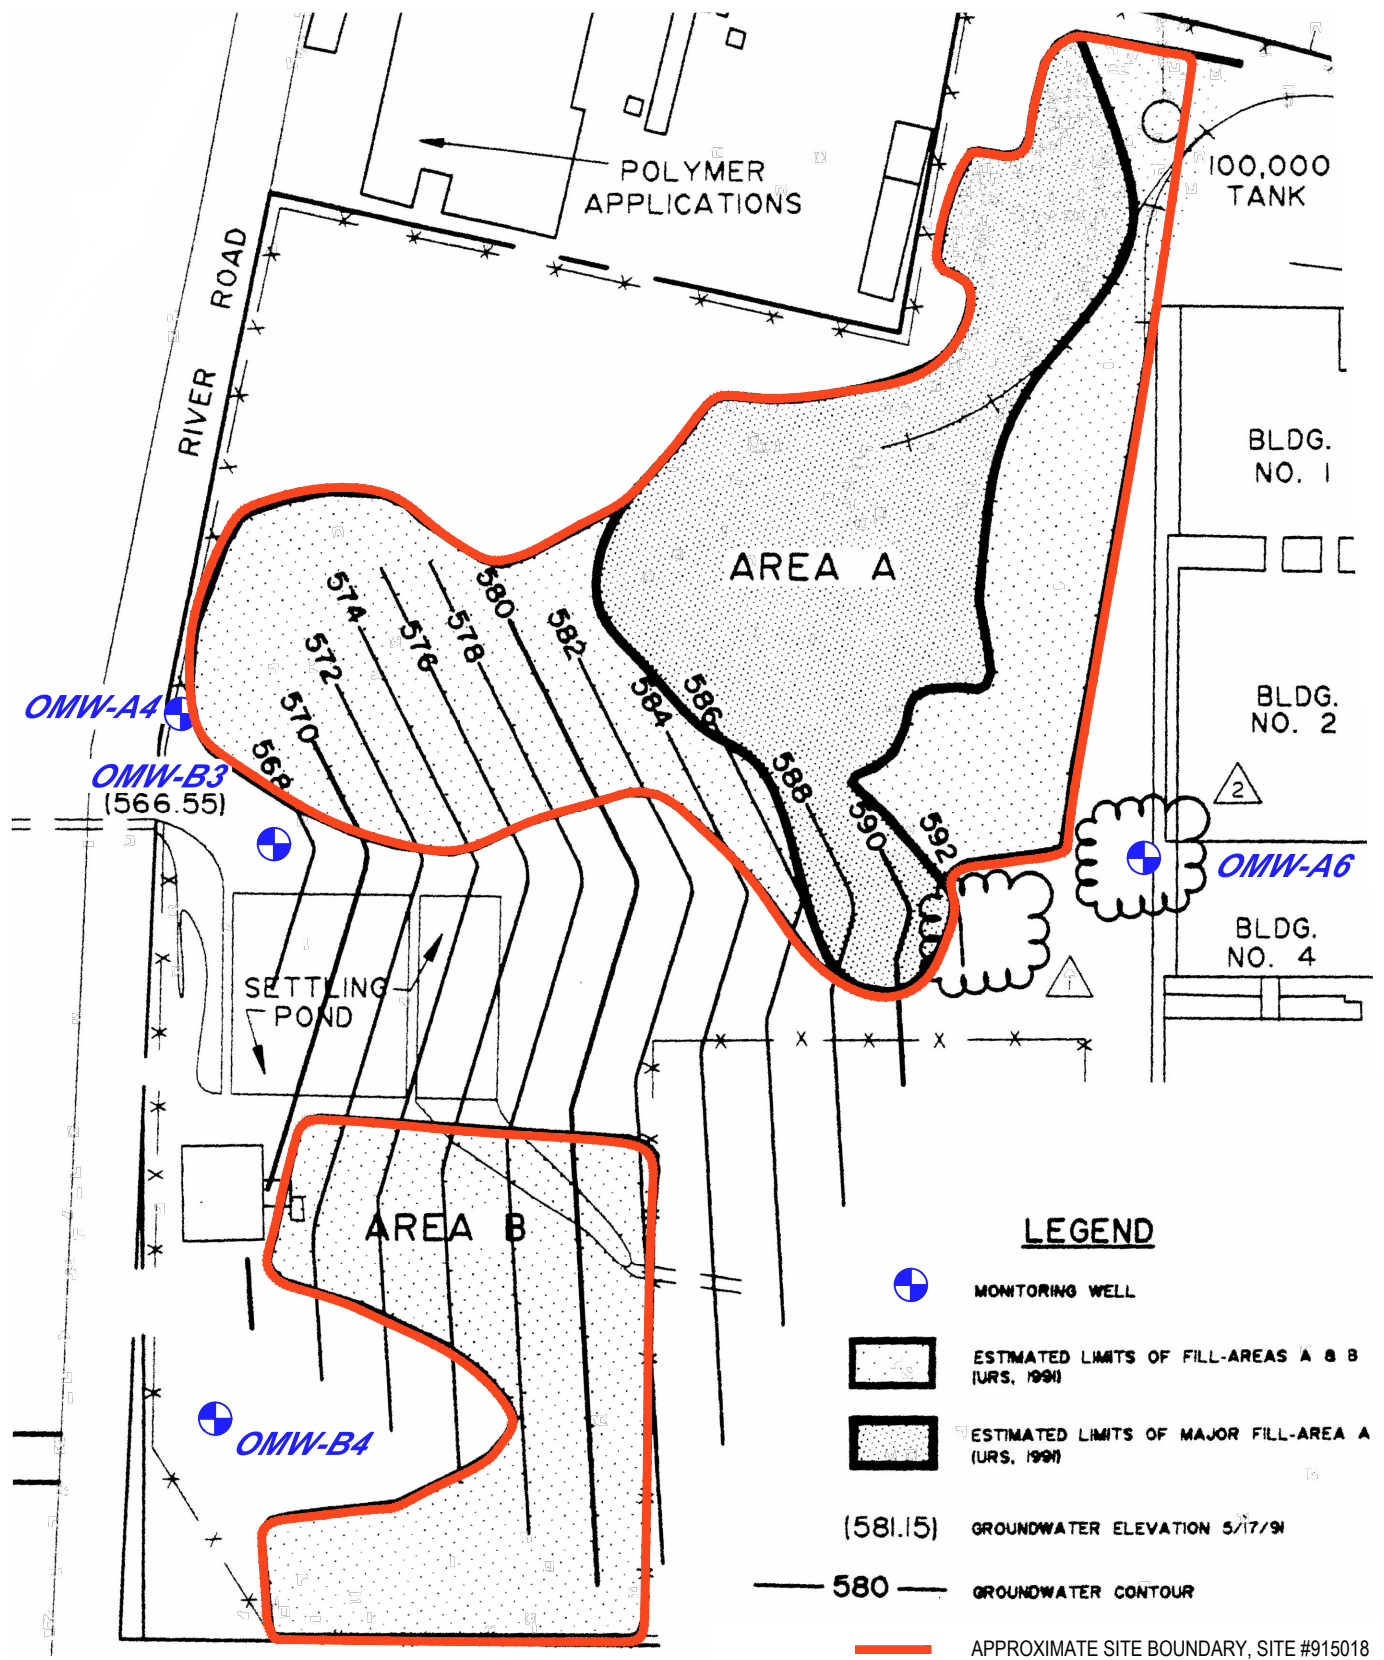 POLYMER
APPLICATIONS
100,000
TANK
RIVER ROAD
BLDG.
NO. 1
AREA A
580
574
582
576
578
572
BLDG.
NO. 2
584
586
570
OMW-A4
568
588
OMW-B3
(566.55)
2
590
592
OMW-A6
BLDG.
NO. 4
SETTLING
POND
1
AREA B
LEGEND
MONITORING WELL
ESTIMATED LIMITS OF FILL-AREAS A & B
(URS, 1991)
OMW-B4
ESTIMATED LIMITS OF MAJOR FILL-AREA A
(URS, 1991)
(581.15) GROUNDWATER ELEVATION 5/17/91
580 GROUNDWATER CONTOUR
APPROXIMATE SITE BOUNDARY, SITE #915018